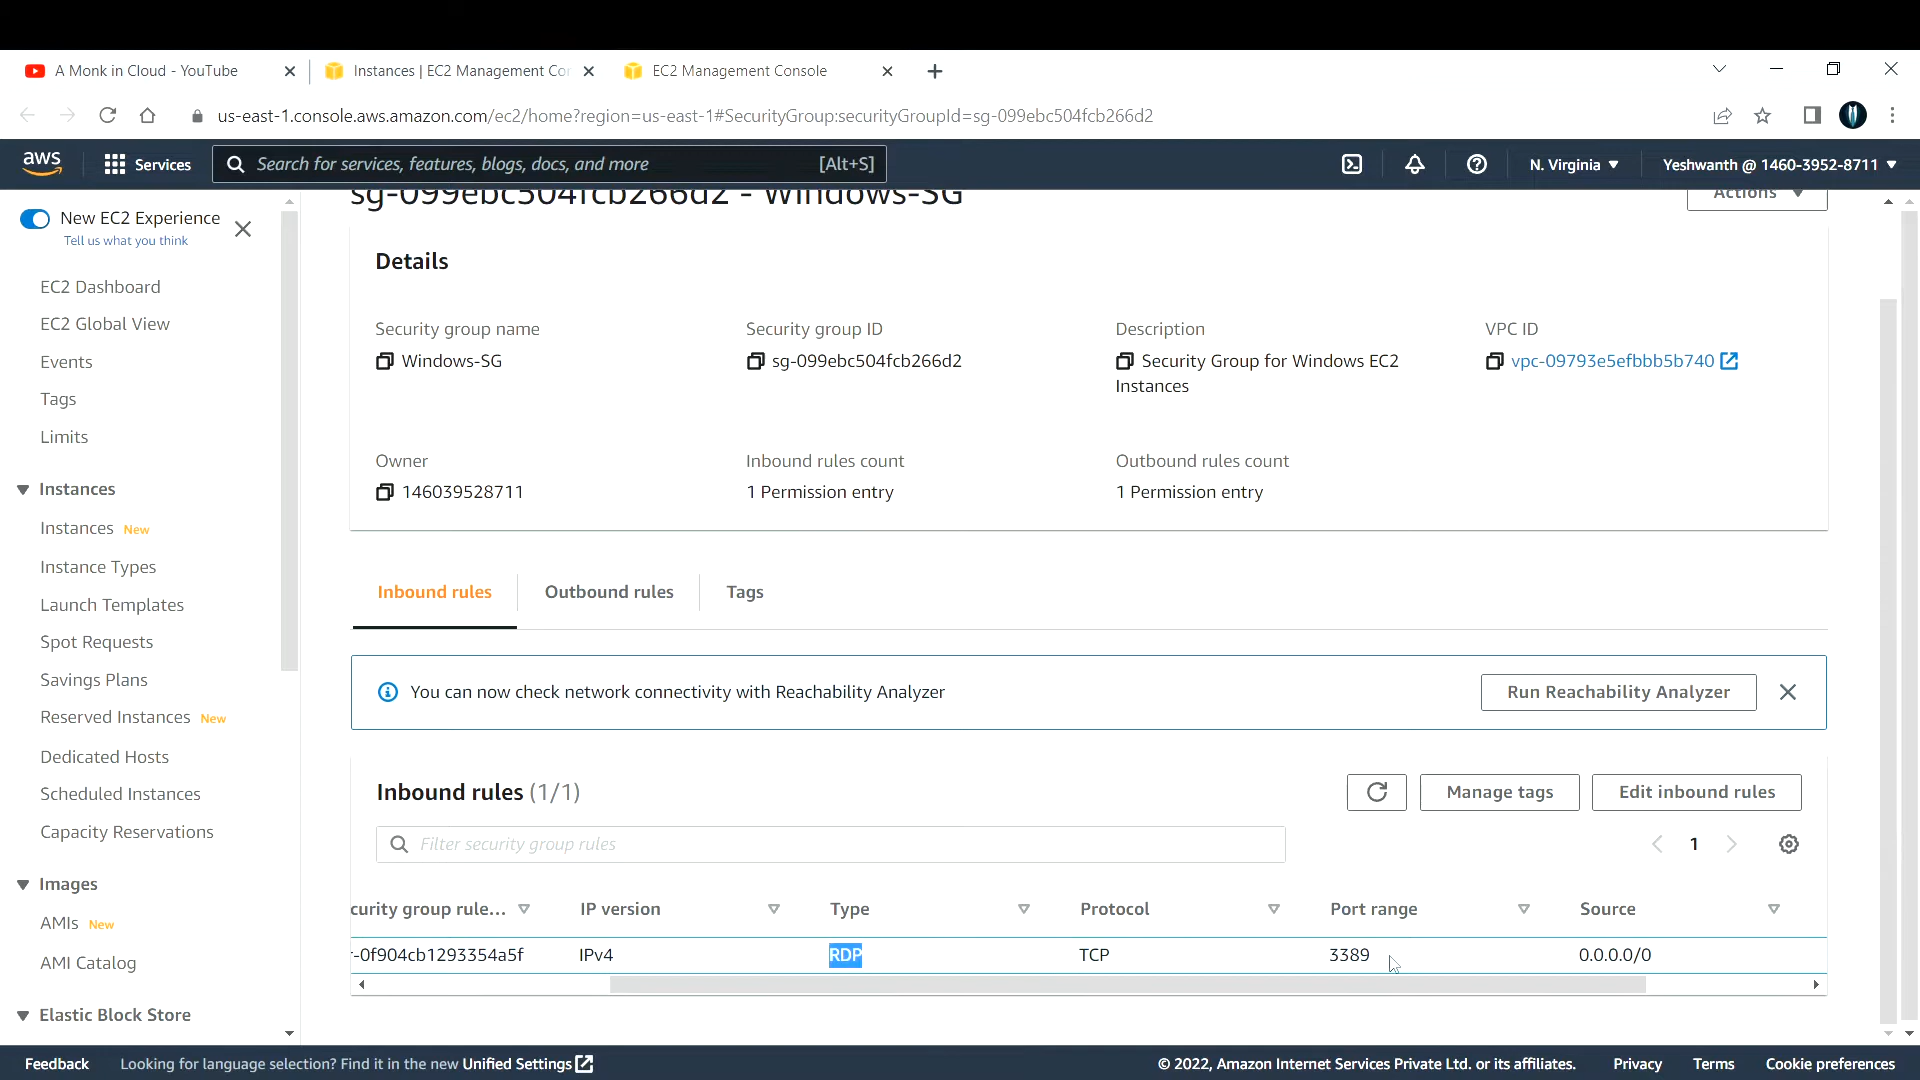 A Monk in Cloud - YouTube
Instances | EC2 Management Cor
EC2 Management Console
us-east-1.console.aws.amazon.com/ec2/home?region=us-east-1#SecurityGroup:securityGroupId=sg-099ebc504fcb266d2
aws
Services
Search for services, features, blogs, docs, and more
[Alt+S]
N. Virginia
Yeshwanth @ 1460-3952-8711
sg-099ebc504fcb266d2 - Windows-SG
Actions
New EC2 Experience
Tell us what you think
EC2 Dashboard
EC2 Global View
Events
Tags
Limits
Instances
Instances New
Instance Types
Launch Templates
Spot Requests
Savings Plans
Reserved Instances New
Dedicated Hosts
Scheduled Instances
Capacity Reservations
Images
AMIs New
AMI Catalog
Elastic Block Store
Details
Security group name
Windows-SG
Security group ID
sg-099ebc504fcb266d2
Description
Security Group for Windows EC2
Instances
VPC ID
vpc-09793e5efbbb5b740
Owner
146039528711
Inbound rules count
1 Permission entry
Outbound rules count
1 Permission entry
Inbound rules
Outbound rules
Tags
You can now check network connectivity with Reachability Analyzer
Run Reachability Analyzer
Inbound rules (1/1)
Manage tags
Edit inbound rules
Filter security group rules
1
curity group rule...
IP version
Type
Protocol
Port range
Source
-0f904cb1293354a5f
IPv4
RDP
TCP
3389
0.0.0.0/0
Feedback
Looking for language selection? Find it in the new Unified Settings
© 2022, Amazon Internet Services Private Ltd. or its affiliates.
Privacy
Terms
Cookie preferences